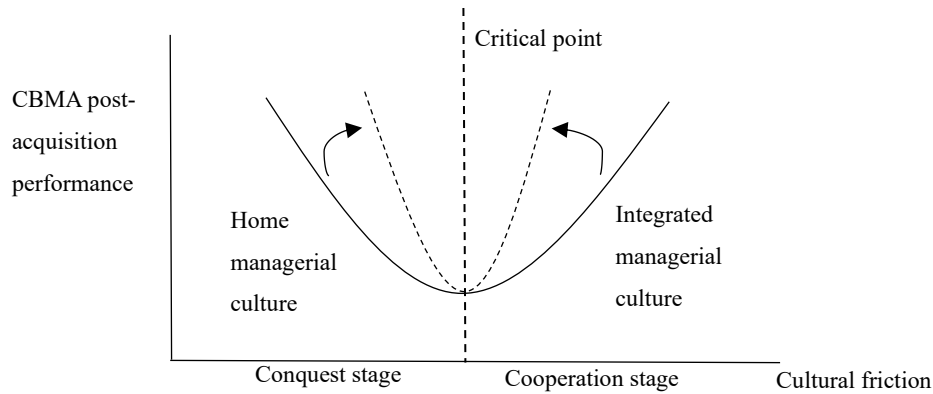 Critical point
CBMA post-
acquisition
performance
Home
managerial
culture
Integrated
managerial
culture
Conquest stage
Cooperation stage
Cultural friction